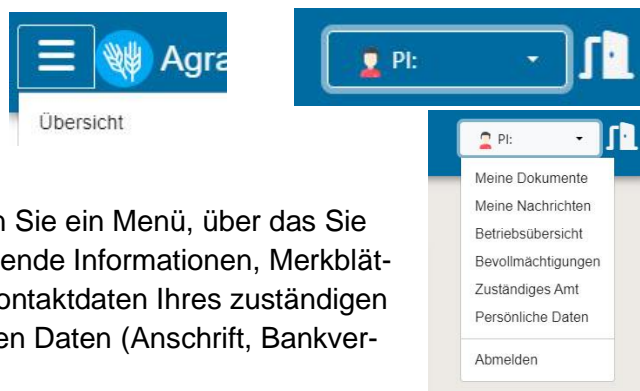 Agra
PI:
Übersicht
PI:
Meine Dokumente
Meine Nachrichten
Betriebsübersicht
Bevollmächtigungen
Zuständiges Amt
Persönliche Daten
Abmelden
Sie ein Menü, über das Sie
ende Informationen, Merkblät-
ontaktdaten Ihres zuständigen
en Daten (Anschrift, Bankver-